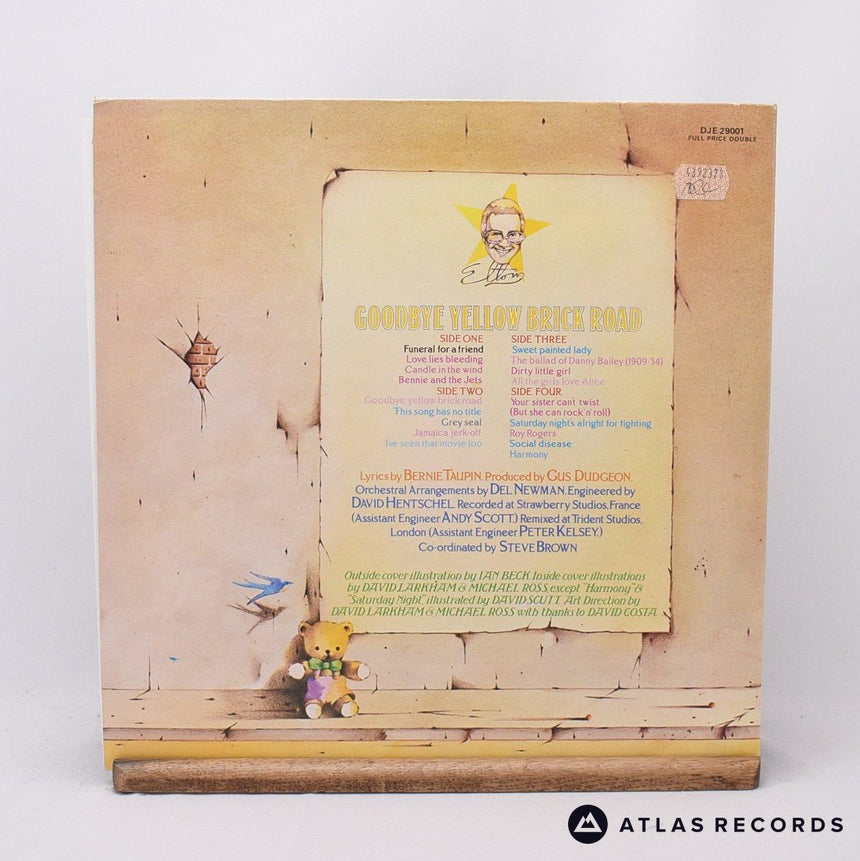 DJE 29001
FULL PRICE DOUBLE
Elton
GOODBYE YELLOW BRICK ROAD
SIDE ONE
Funeral for a friend
Love lies bleeding
Candle in the wind
Bennie and the Jets
SIDE TWO
Goodbye yellow brick road
This song has no title
Grey seal
Jamaica jerk-off
I've seen that movie too
SIDE THREE
Sweet painted lady
The ballad of Danny Bailey (1909-34)
Dirty little girl
All the girls love Alice
SIDE FOUR
Your sister can't twist
(But she can rock 'n' roll)
Saturday night's alright for fighting
Roy Rogers
Social disease
Harmony
Lyrics by BERNIE TAUPIN. Produced by GUS DUDGEON.
Orchestral Arrangements by DEL NEWMAN. Engineered by
DAVID HENTSCHEL. Recorded at Strawberry Studios, France
(Assistant Engineer ANDY SCOTT.) Remixed at Trident Studios,
London (Assistant Engineer PETER KELSEY.)
Co-ordinated by STEVE BROWN
Outside cover illustration by IAN BECK Inside cover illustrations
by DAVID LARKHAM & MICHAEL ROSS except "Harmony" &
"Saturday Night" illustrated by DAVID SCUTT Art Direction by
DAVID LARKHAM & MICHAEL ROSS with thanks to DAVID COSTA
ATLAS RECORDS